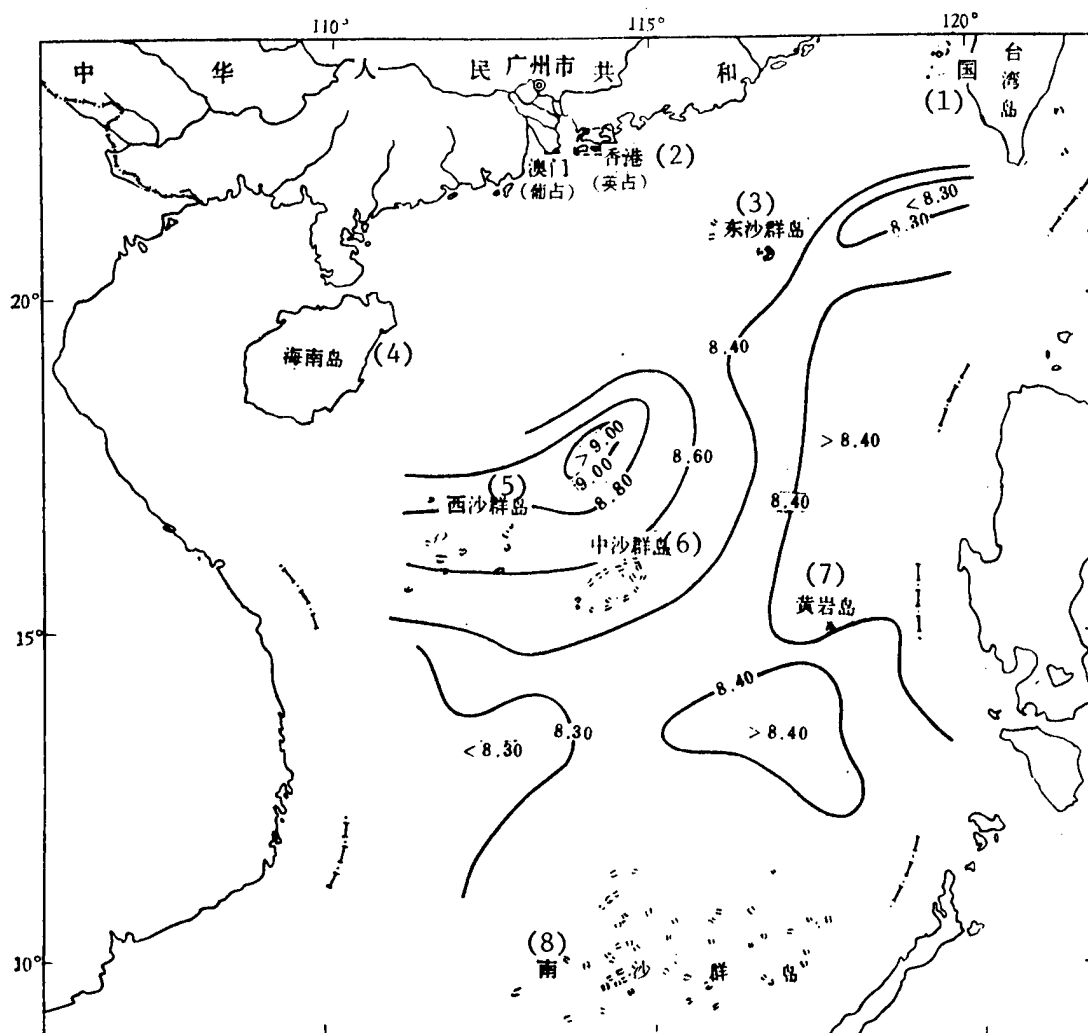 110°
115°
120°
中 华 人 民 共 和 国
广州市
台湾岛
(1)
澳门
(葡占)
香港 (2)
(英占)
(3)
东沙群岛
<8.30
8.30
20°
海南岛 (4)
8.40
>9.00
9.00
8.80
8.60
>8.40
8.40
(5)
西沙群岛
中沙群岛 (6)
(7)
黄岩岛
15°
8.40
>8.40
<8.30
8.30
(8)
南 沙 群 岛
10°